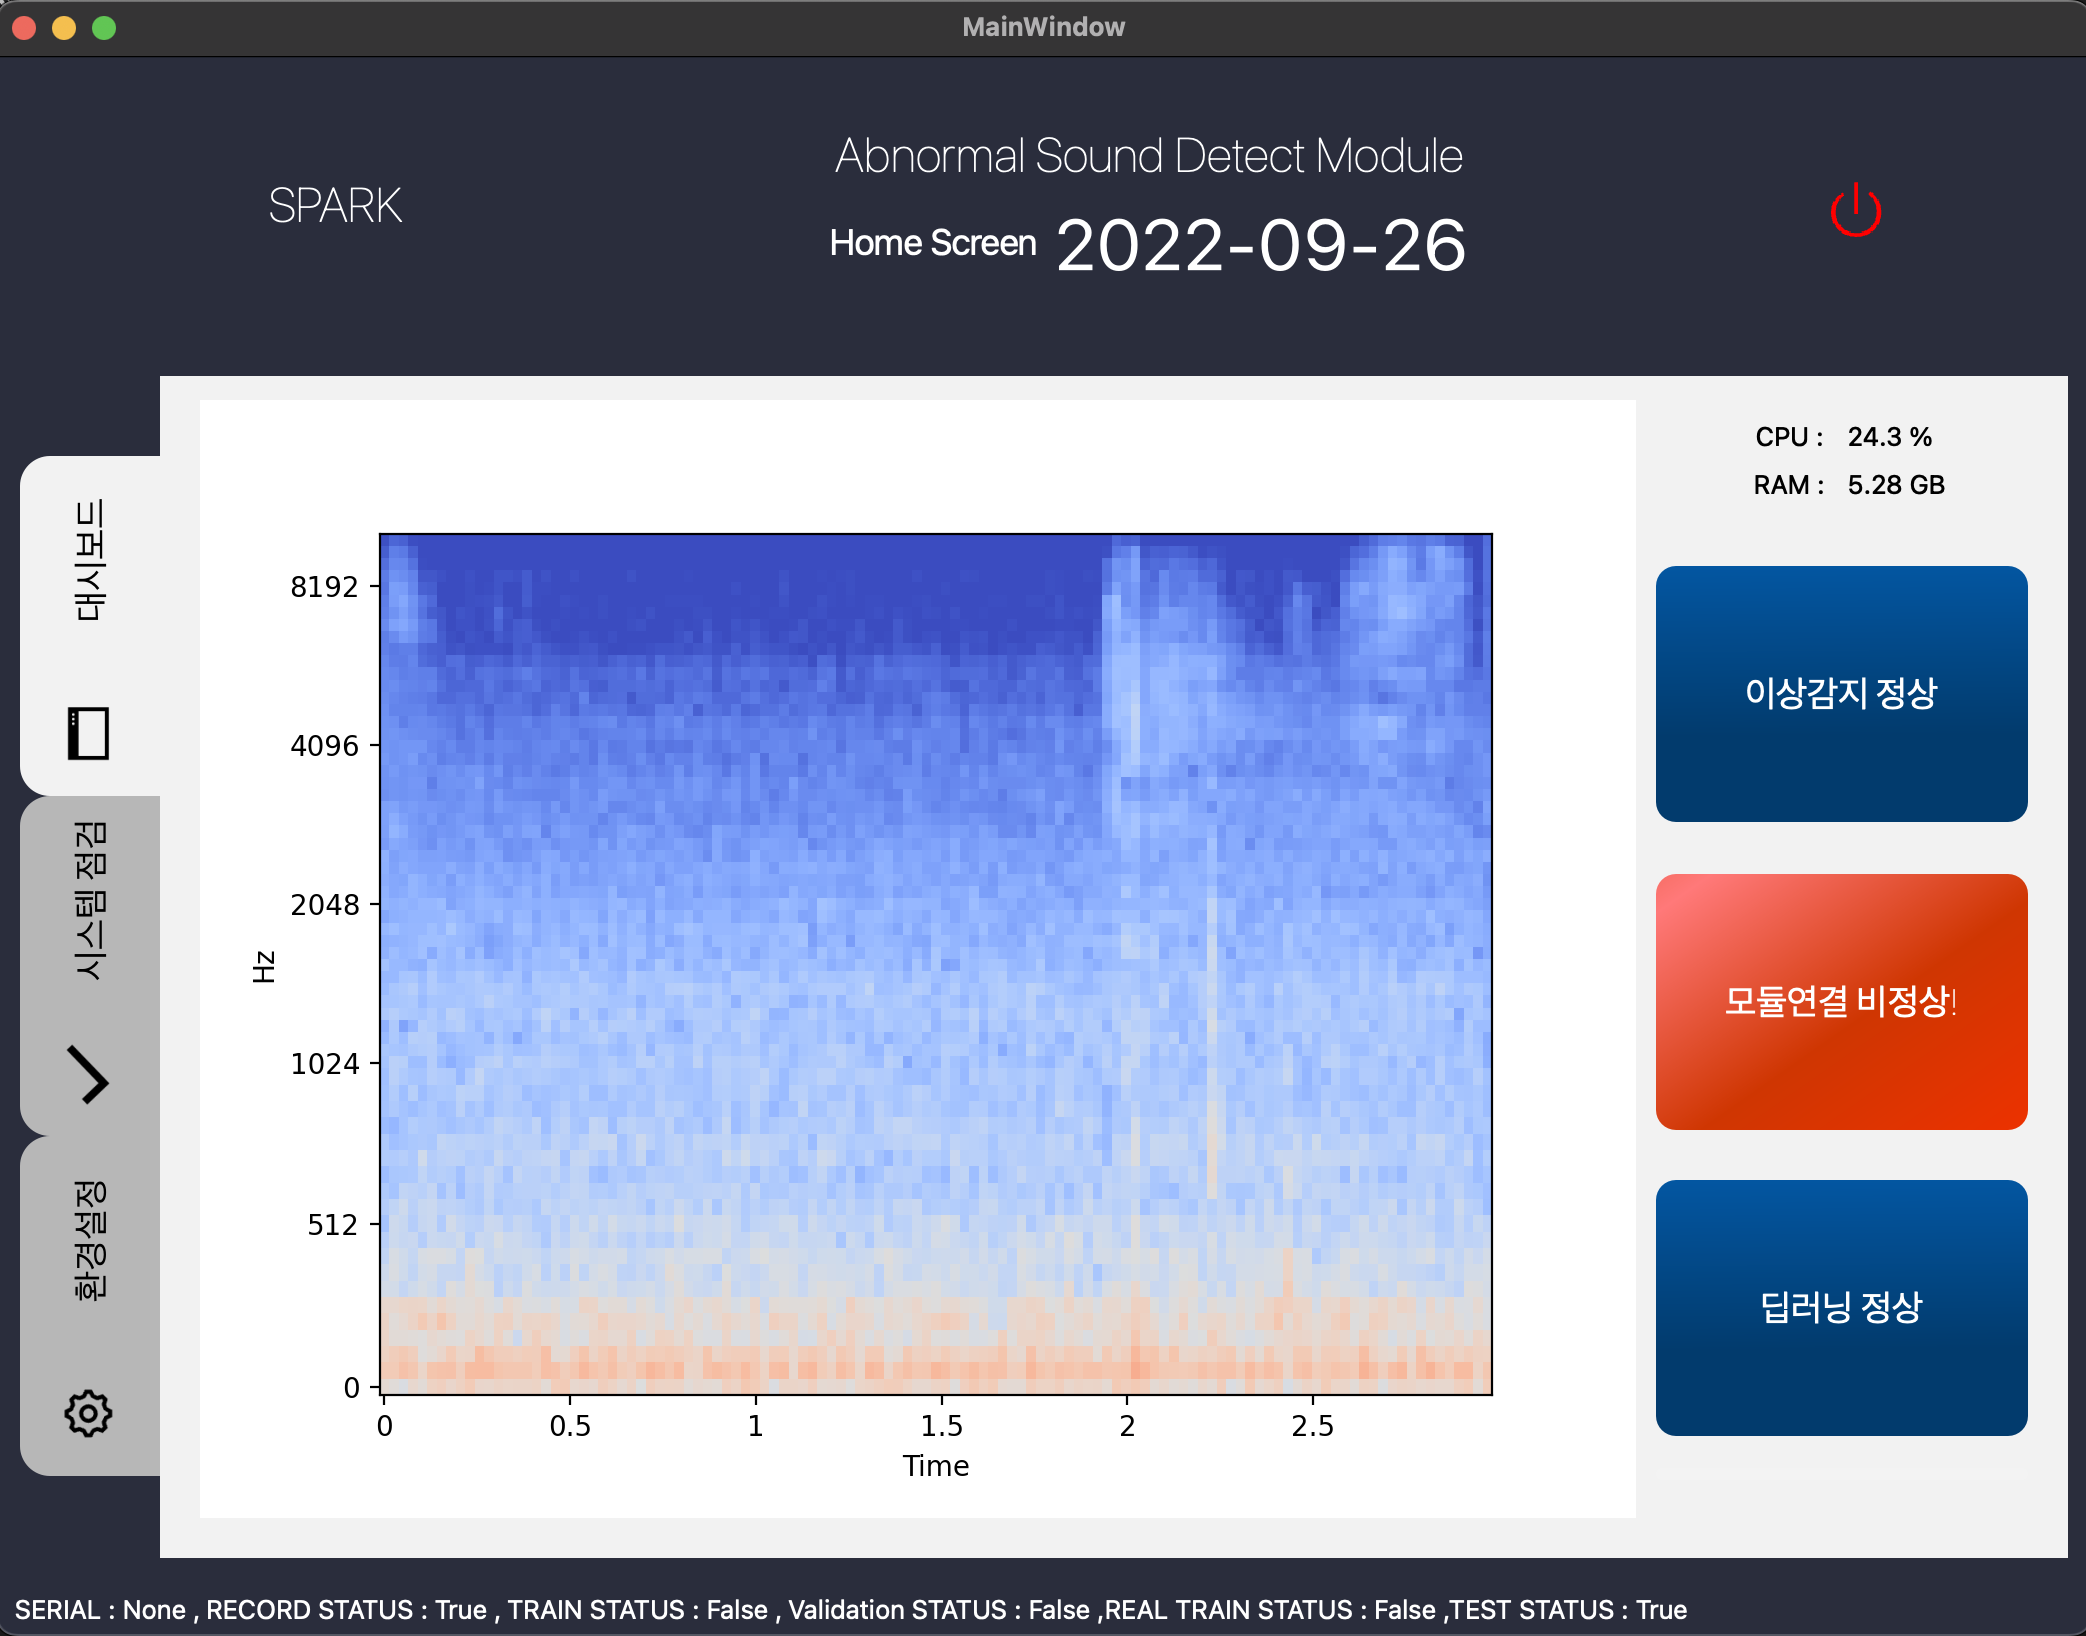 MainWindow
SPARK
Abnormal Sound Detect Module
Home Screen 2022-09-26
대시보드
시스템 점검
환경설정
8192
4096
2048
1024
512
0
Hz
0 0.5 1 1.5 2 2.5
Time
CPU : 24.3 %
RAM : 5.28 GB
이상감지 정상
모듈연결 비정상!
딥러닝 정상
SERIAL : None , RECORD STATUS : True , TRAIN STATUS : False , Validation STATUS : False ,REAL TRAIN STATUS : False ,TEST STATUS : True